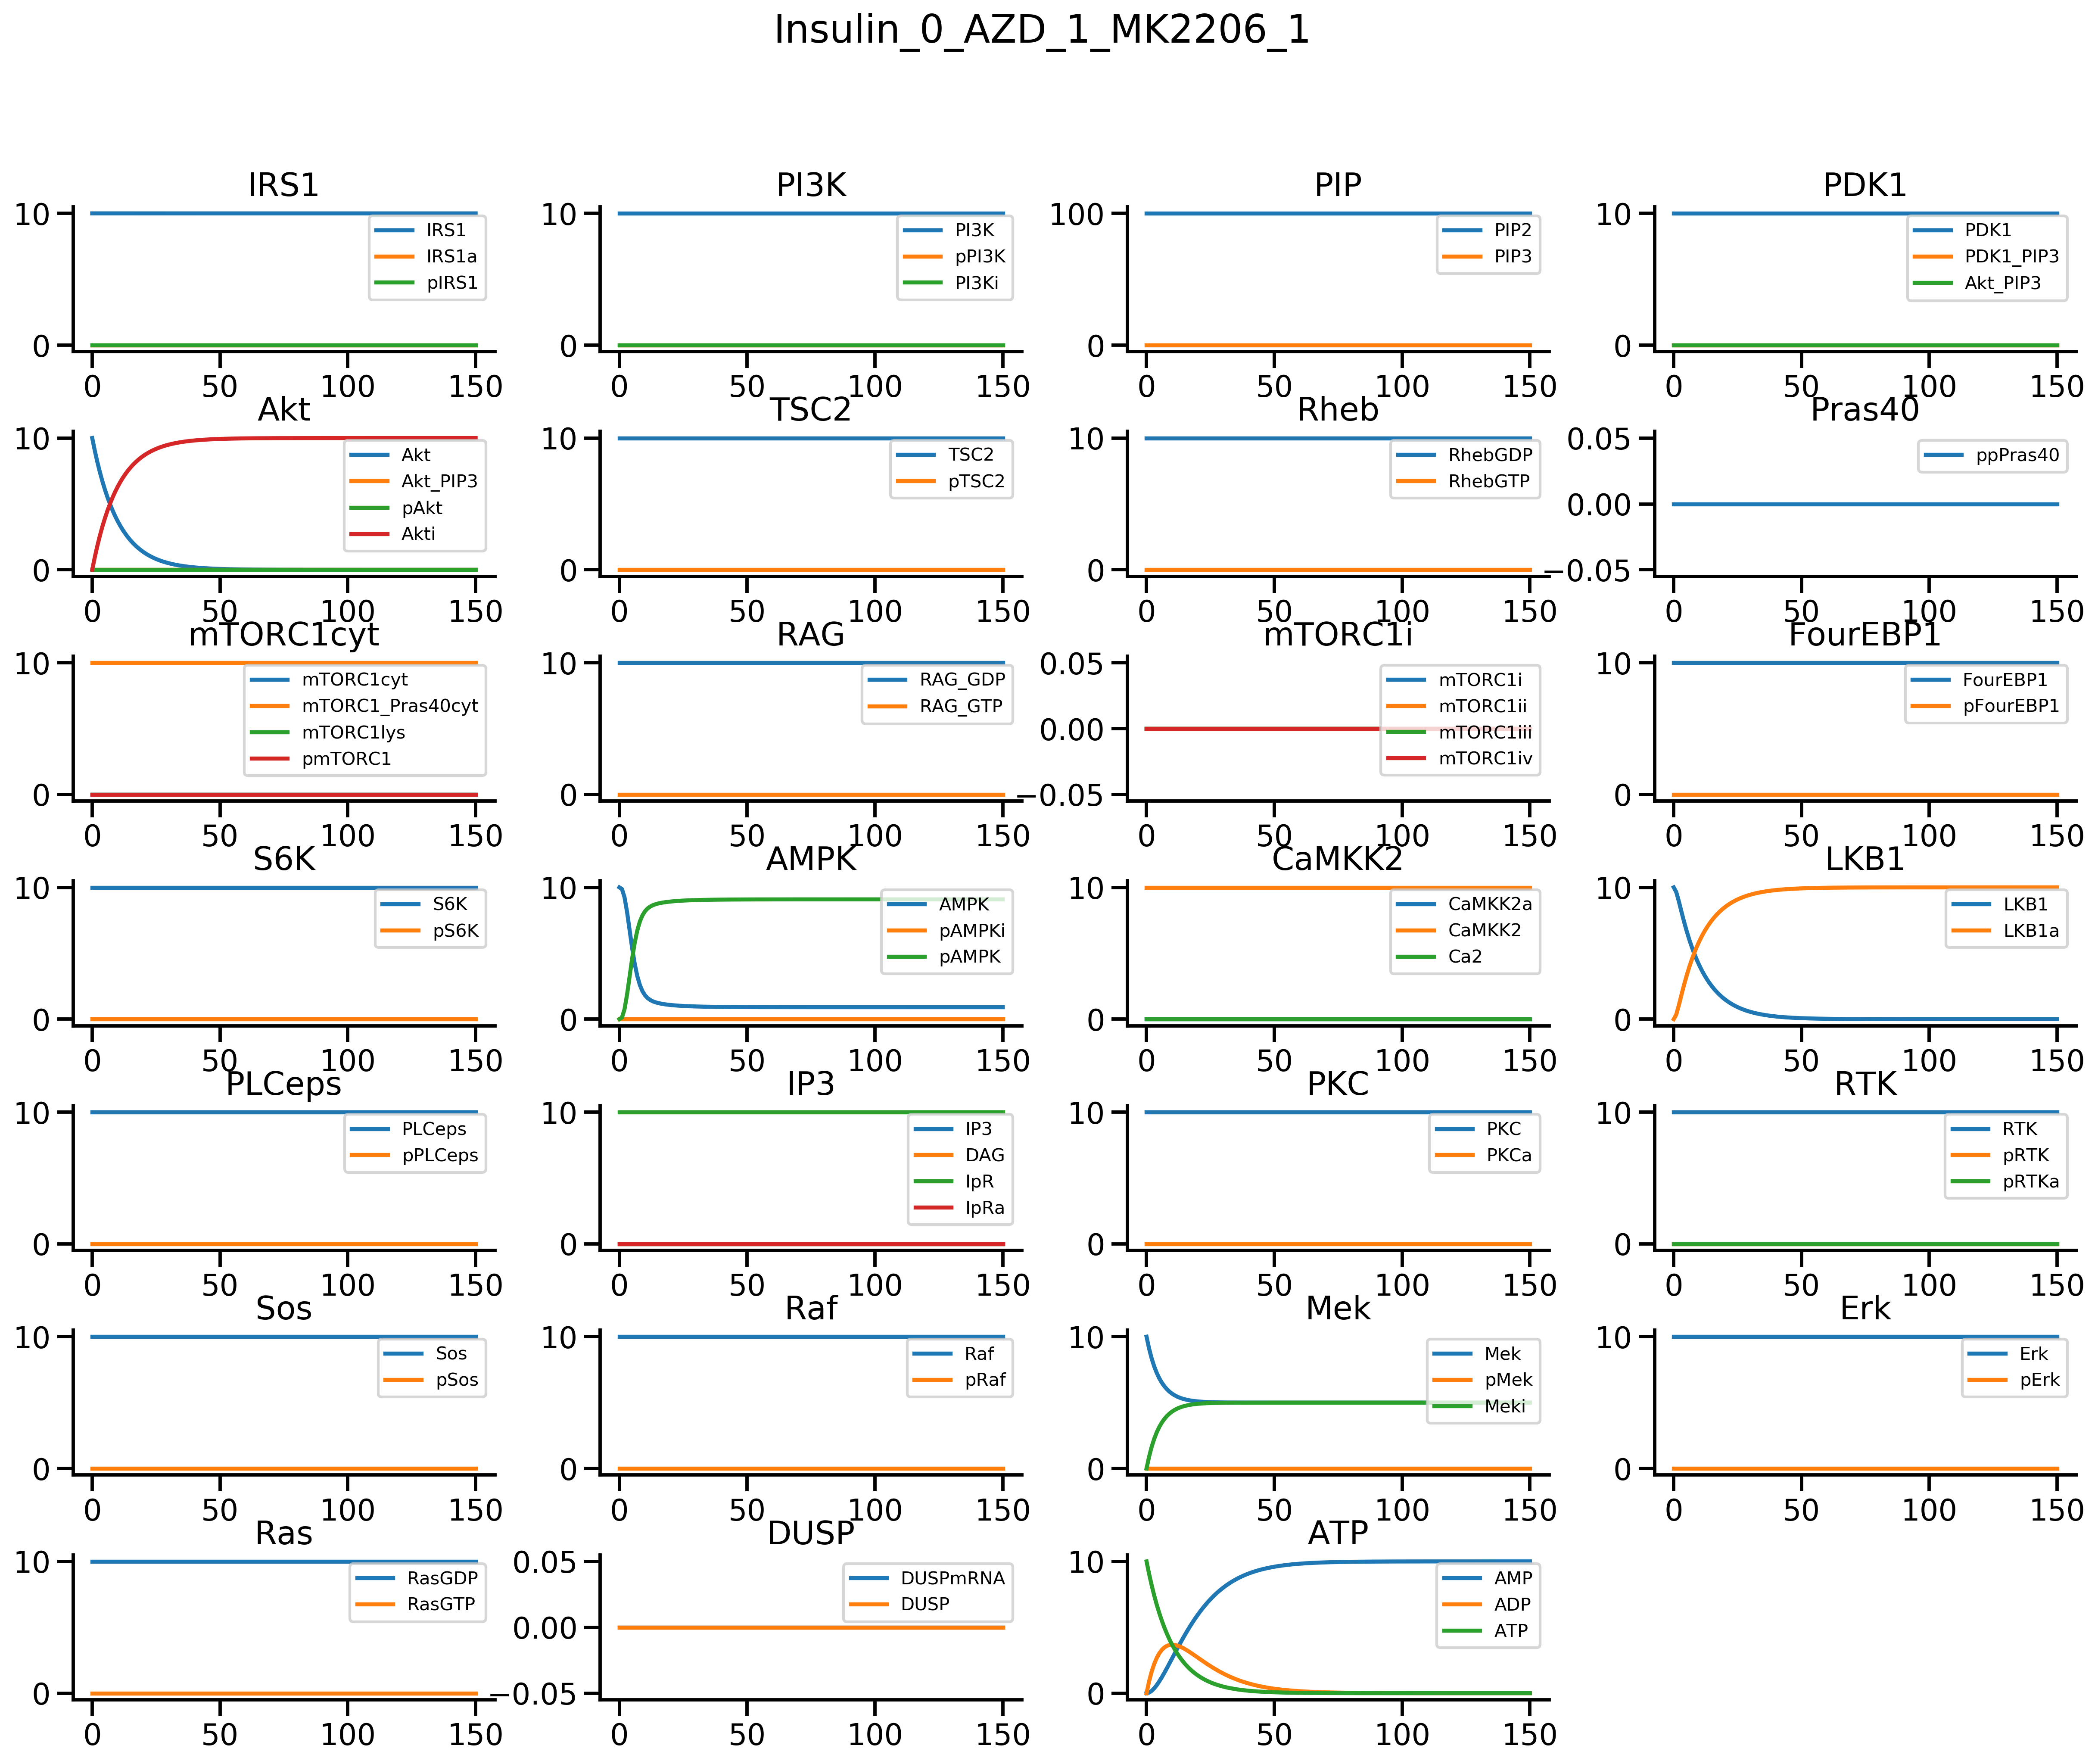 Insulin_0_AZD_1_MK2206_1
IRS1
10
0
0 50 100 150
IRS1
IRS1a
pIRS1
PI3K
10
0
0 50 100 150
PI3K
pPI3K
PI3Ki
PIP
100
0
0 50 100 150
PIP2
PIP3
PDK1
10
0
0 50 100 150
PDK1
PDK1_PIP3
Akt_PIP3
Akt
10
0
0 50 100 150
Akt
Akt_PIP3
pAkt
Akti
TSC2
10
0
0 50 100 150
TSC2
pTSC2
Rheb
10
0
0 50 100 150
RhebGDP
RhebGTP
Pras40
0.05
0.00
−0.05
0 50 100 150
ppPras40
mTORC1cyt
10
0
0 50 100 150
mTORC1cyt
mTORC1_Pras40cyt
mTORC1lys
pmTORC1
RAG
10
0
0 50 100 150
RAG_GDP
RAG_GTP
mTORC1i
0.05
0.00
−0.05
0 50 100 150
mTORC1i
mTORC1ii
mTORC1iii
mTORC1iv
FourEBP1
10
0
0 50 100 150
FourEBP1
pFourEBP1
S6K
10
0
0 50 100 150
S6K
pS6K
AMPK
10
0
0 50 100 150
AMPK
pAMPKi
pAMPK
CaMKK2
10
0
0 50 100 150
CaMKK2a
CaMKK2
Ca2
LKB1
10
0
0 50 100 150
LKB1
LKB1a
PLCeps
10
0
0 50 100 150
PLCeps
pPLCeps
IP3
10
0
0 50 100 150
IP3
DAG
IpR
IpRa
PKC
10
0
0 50 100 150
PKC
PKCa
RTK
10
0
0 50 100 150
RTK
pRTK
pRTKa
Sos
10
0
0 50 100 150
Sos
pSos
Raf
10
0
0 50 100 150
Raf
pRaf
Mek
10
0
0 50 100 150
Mek
pMek
Meki
Erk
10
0
0 50 100 150
Erk
pErk
Ras
10
0
0 50 100 150
RasGDP
RasGTP
DUSP
0.05
0.00
−0.05
0 50 100 150
DUSPmRNA
DUSP
ATP
10
0
0 50 100 150
AMP
ADP
ATP